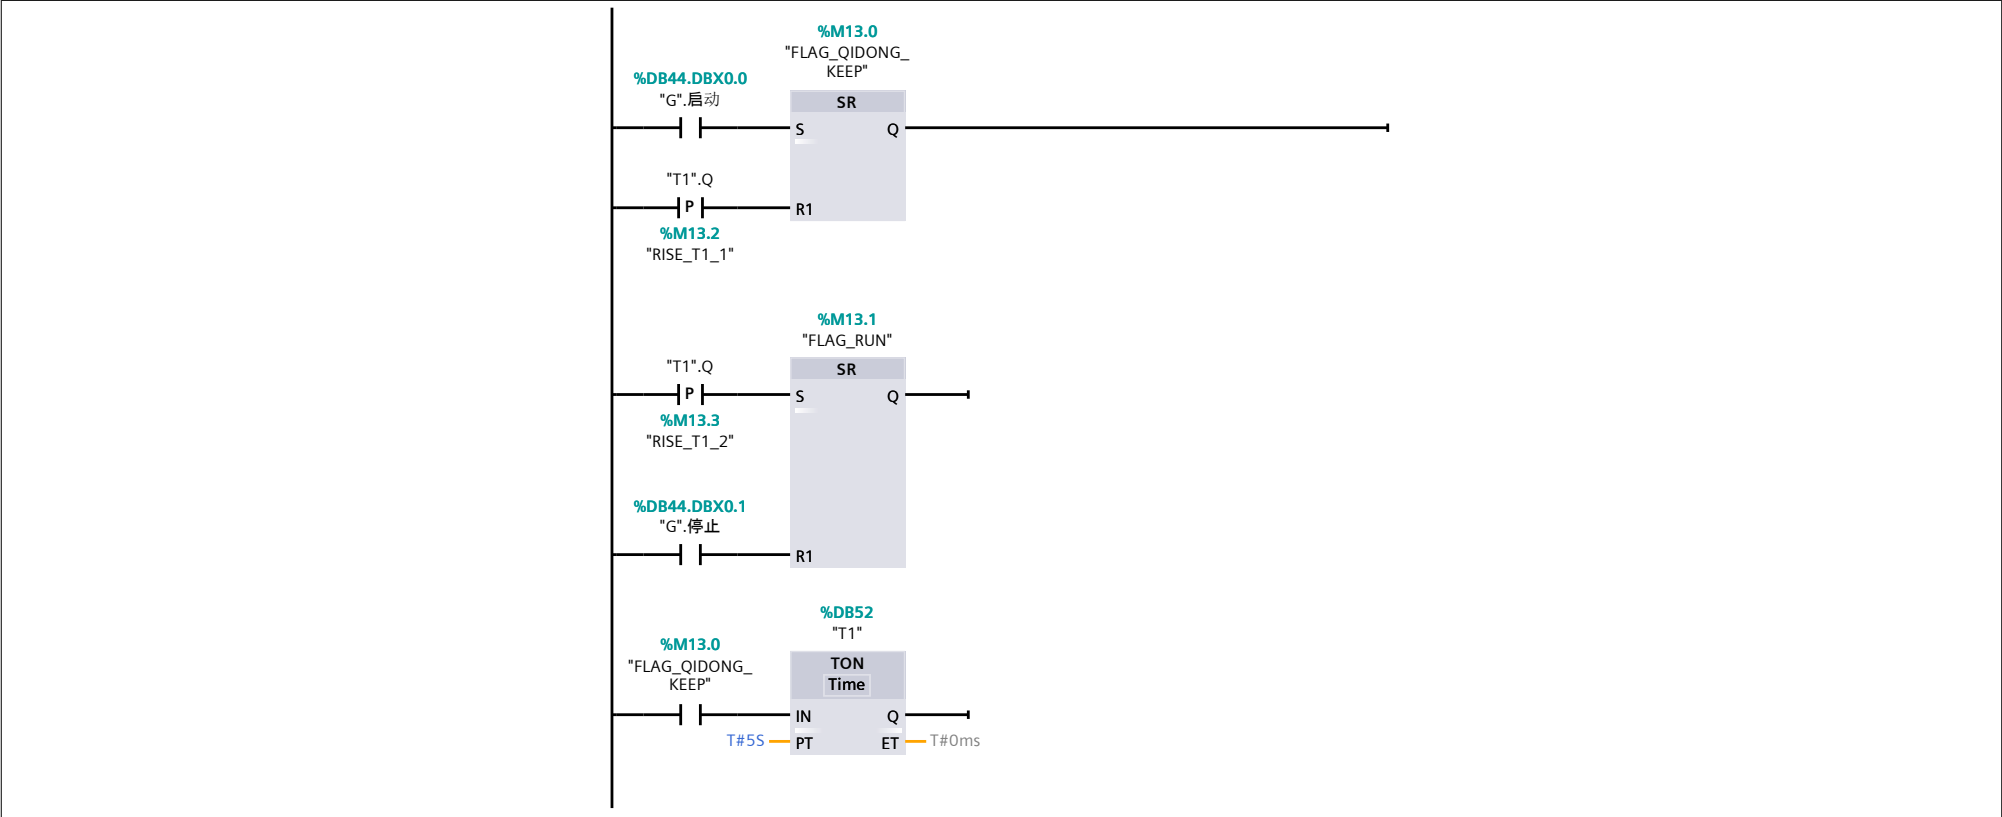 %M13.0
"FLAG_QIDONG_
KEEP"
%DB44.DBX0.0
"G".启动
SR
S
Q
"T1".Q
P
R1
%M13.2
"RISE_T1_1"
%M13.1
"FLAG_RUN"
"T1".Q
SR
P
S
Q
%M13.3
"RISE_T1_2"
%DB44.DBX0.1
"G".停止
R1
%DB52
"T1"
%M13.0
"FLAG_QIDONG_
KEEP"
TON
Time
IN
Q
T#5S
PT
ET
T#0ms